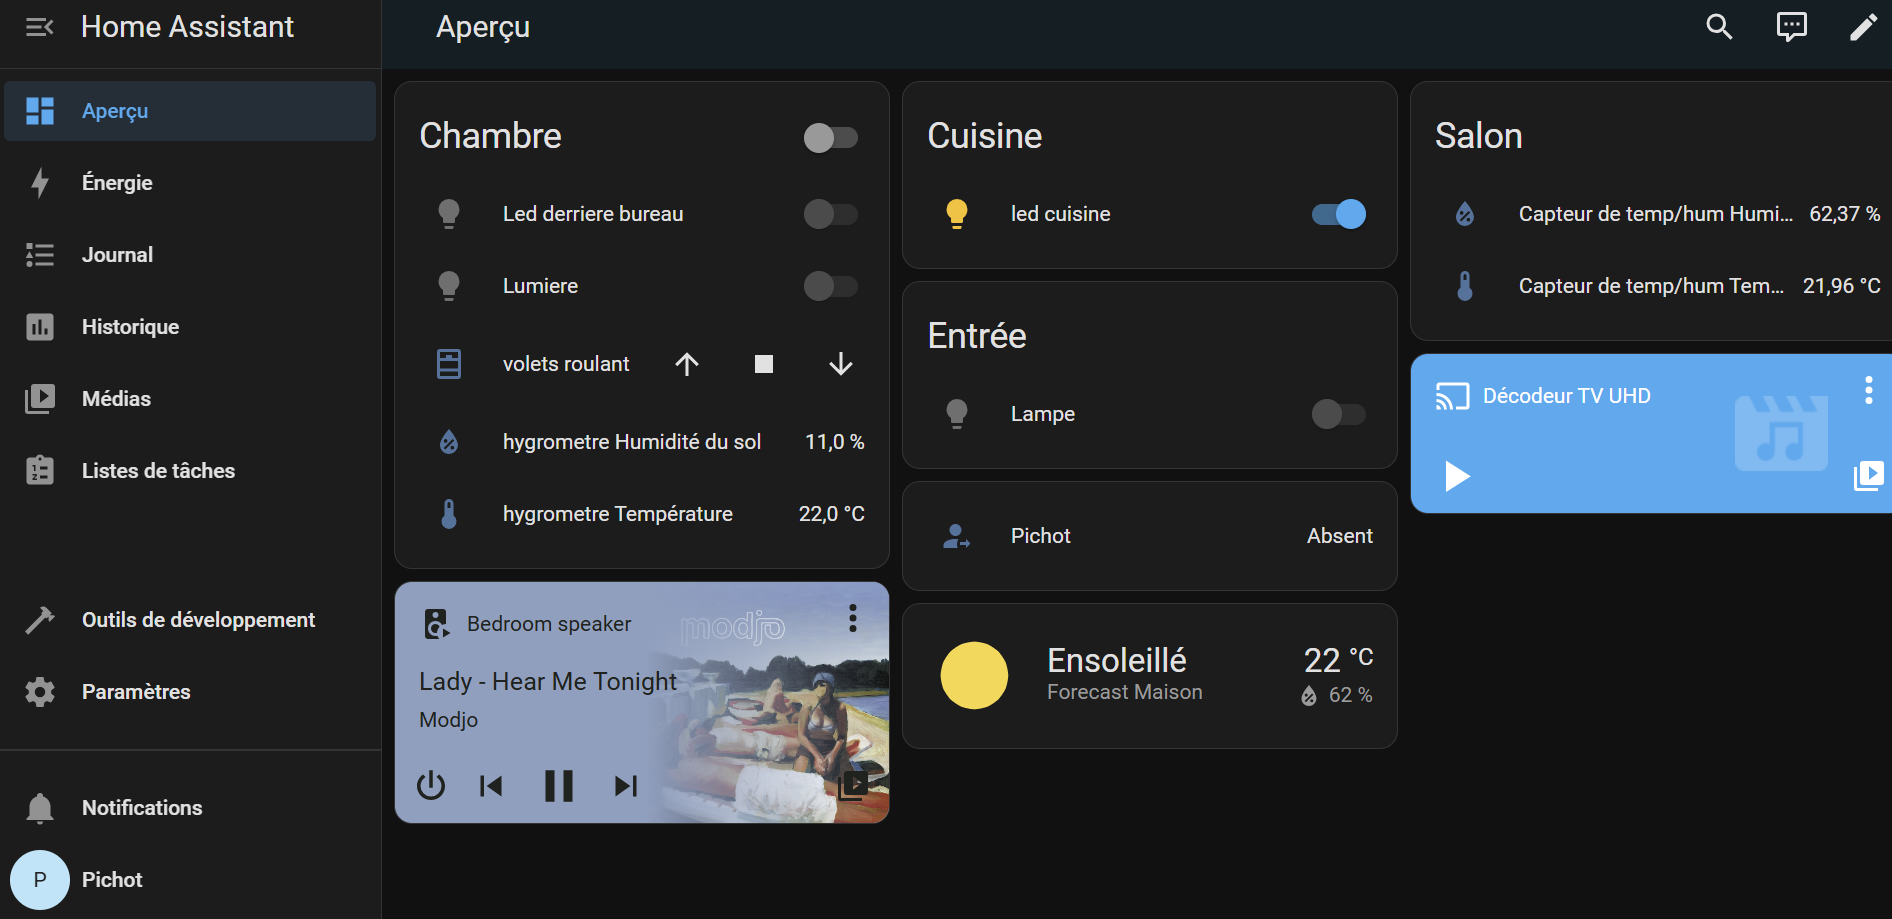 Home Assistant
Aperçu
Énergie
Journal
Historique
Médias
Listes de tâches
Outils de développement
Paramètres
Notifications
P
Pichot
Aperçu
Chambre
Led derriere bureau
Lumiere
volets roulant
hygrometre Humidité du sol 11,0 %
hygrometre Température 22,0 °C
Bedroom speaker
modjo
Lady - Hear Me Tonight
Modjo
Cuisine
led cuisine
Entrée
Lampe
Pichot Absent
Ensoleillé 22 °C
Forecast Maison 62 %
Salon
Capteur de temp/hum Humi... 62,37 %
Capteur de temp/hum Tem... 21,96 °C
Décodeur TV UHD